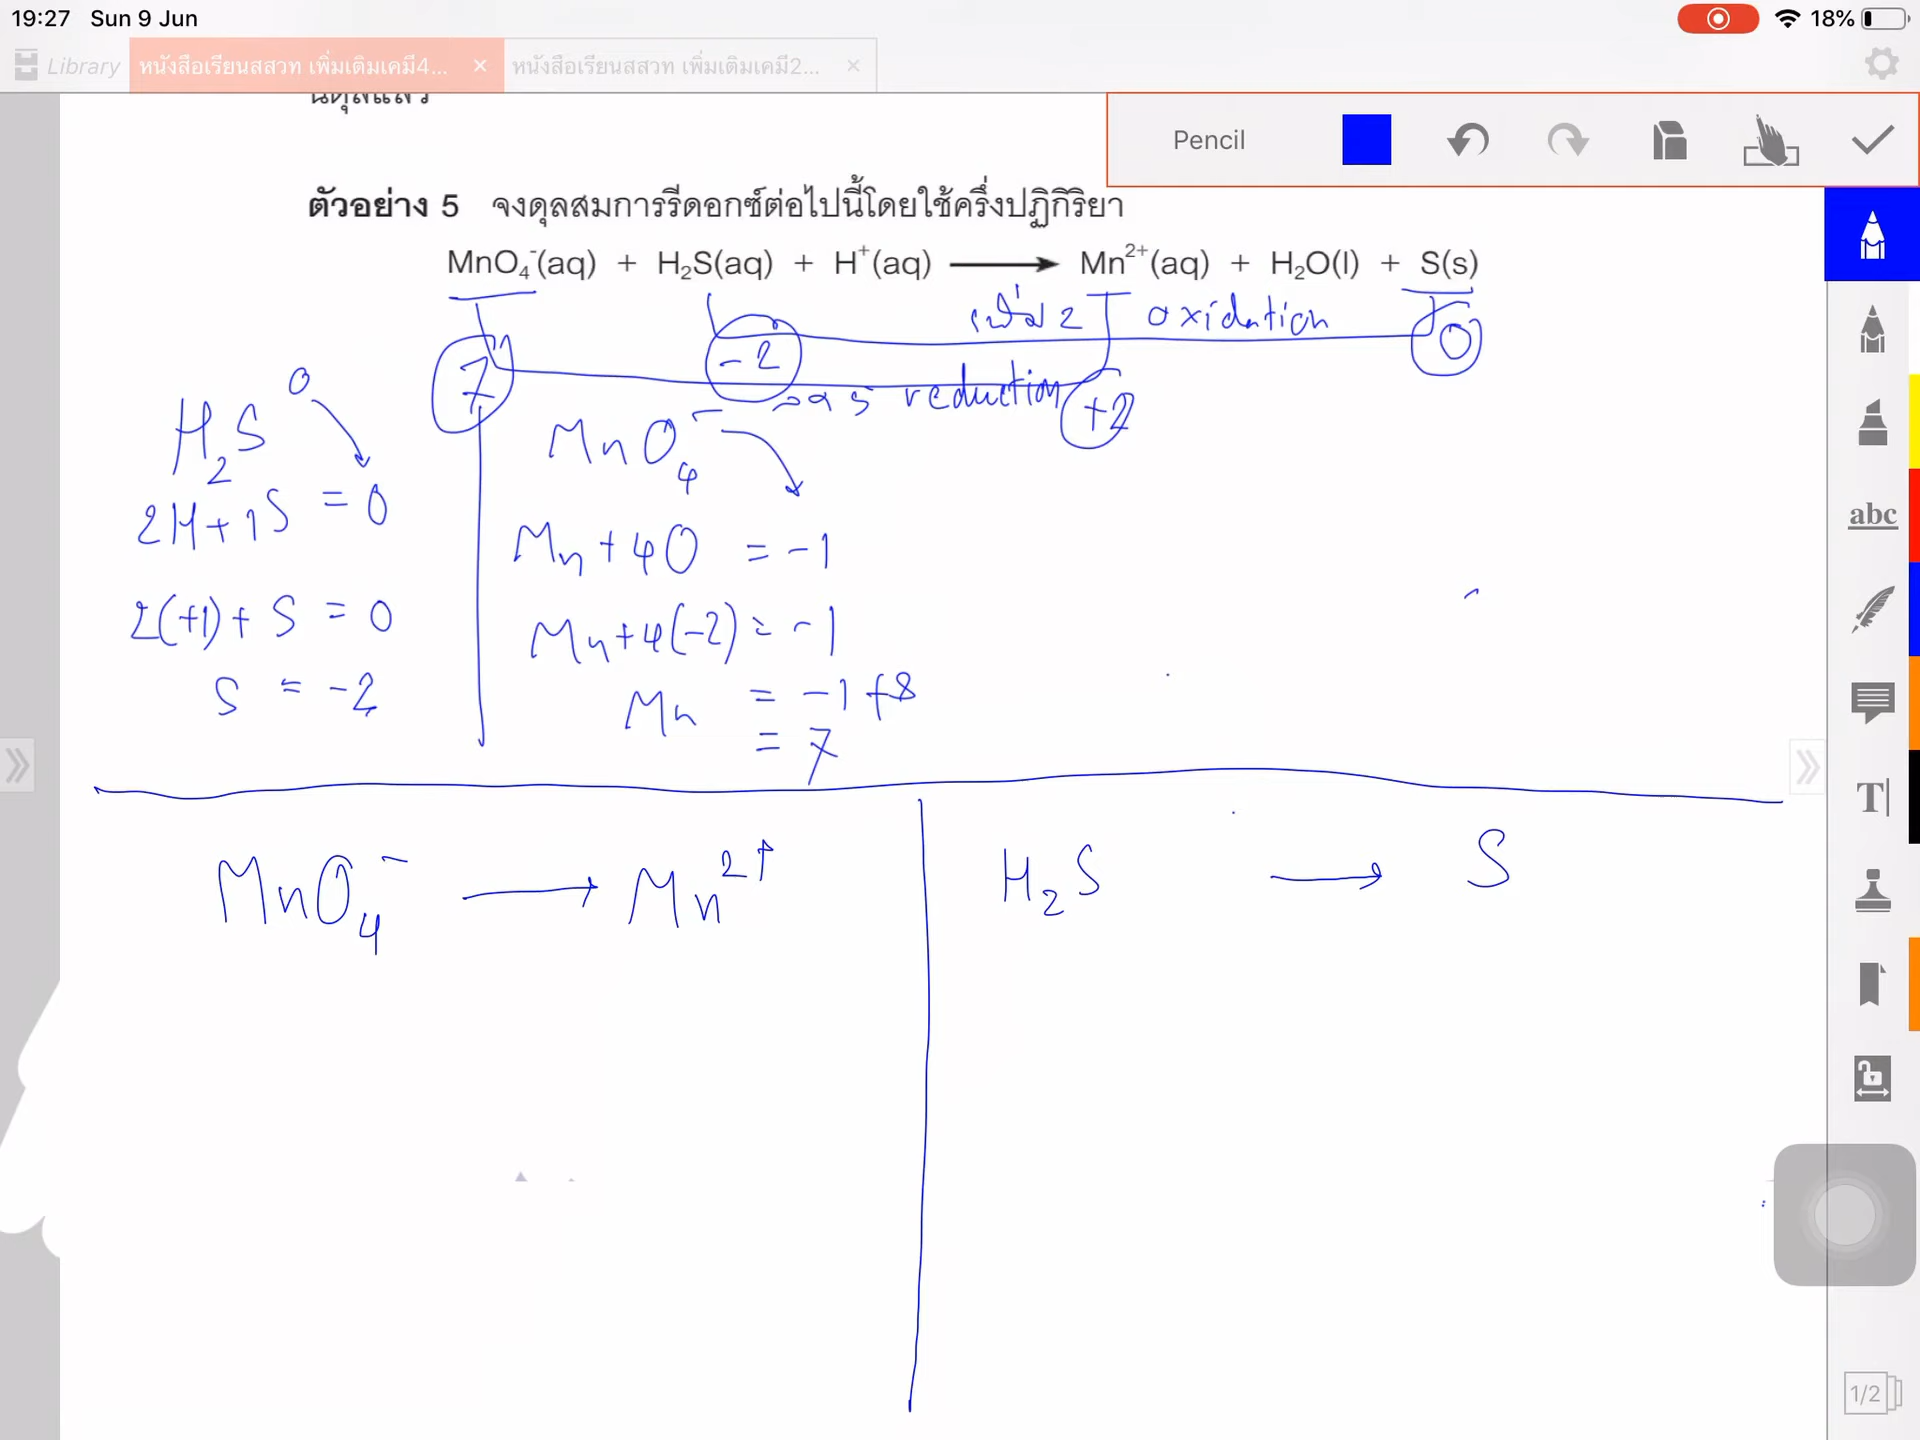 19:27 Sun 9 Jun
18%
Library
หนังสือเรียนสสวท เพิ่มเติมเคมี4... ×
หนังสือเรียนสสวท เพิ่มเติมเคมี2... ×
Pencil
ตัวอย่าง 5 จงดุลสมการรีดอกซ์ต่อไปนี้โดยใช้ครึ่งปฏิกิริยา
MnO₄⁻(aq) + H₂S(aq) + H⁺(aq) ⟶ Mn²⁺(aq) + H₂O(l) + S(s)
เพิ่ม 2 oxidation
7 -2 0
ลด 5 reduction +2
H₂S 0
2H+1S = 0
2(+1) + S = 0
S = -2
MnO₄⁻
Mn + 4O = -1
Mn + 4(-2) = -1
Mn = -1 +8
= 7
MnO₄⁻ ⟶ Mn²⁺
H₂S ⟶ S
abc
T|
1/2